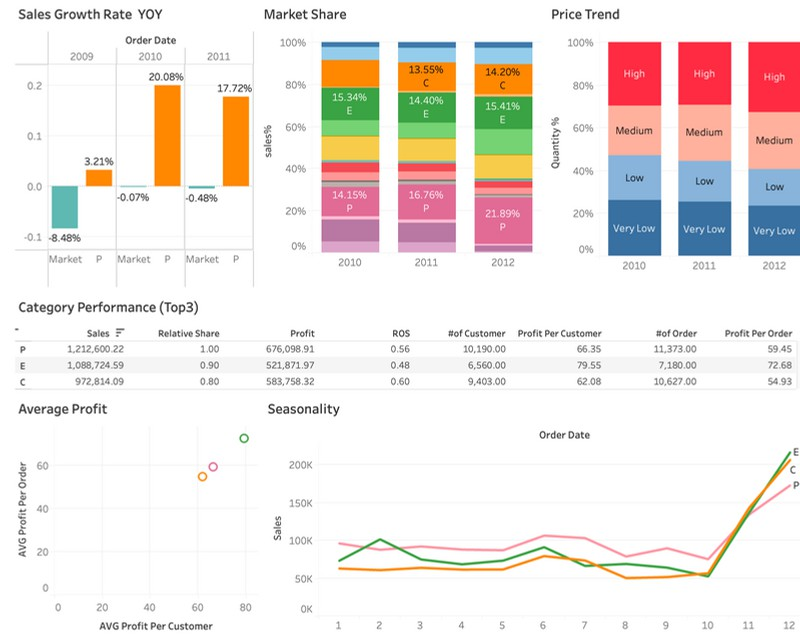 Sales Growth Rate  YOY
Order Date
2009 2010 2011
0.2
0.1
0.0
-0.1
-8.48%
3.21%
-0.07%
20.08%
-0.48%
17.72%
Market P Market P Market P
Market Share
sales%
100%
80%
60%
40%
20%
0%
15.34%
E
14.15%
P
13.55%
C
14.40%
E
16.76%
P
14.20%
C
15.41%
E
21.89%
P
2010 2011 2012
Price Trend
Quantity %
100%
80%
60%
40%
20%
0%
High High High
Medium Medium Medium
Low Low Low
Very Low Very Low Very Low
2010 2011 2012
Category Performance (Top3)
Sales Relative Share Profit ROS #of Customer Profit Per Customer #of Order Profit Per Order
P 1,212,600.22 1.00 676,098.91 0.56 10,190.00 66.35 11,373.00 59.45
E 1,088,724.59 0.90 521,871.97 0.48 6,560.00 79.55 7,180.00 72.68
C 972,814.09 0.80 583,758.32 0.60 9,403.00 62.08 10,627.00 54.93
Average Profit
AVG Profit Per Order
60
40
20
0
0 20 40 60 80
AVG Profit Per Customer
Seasonality
Order Date
Sales
200K
150K
100K
50K
0K
E
C
P
1 2 3 4 5 6 7 8 9 10 11 12